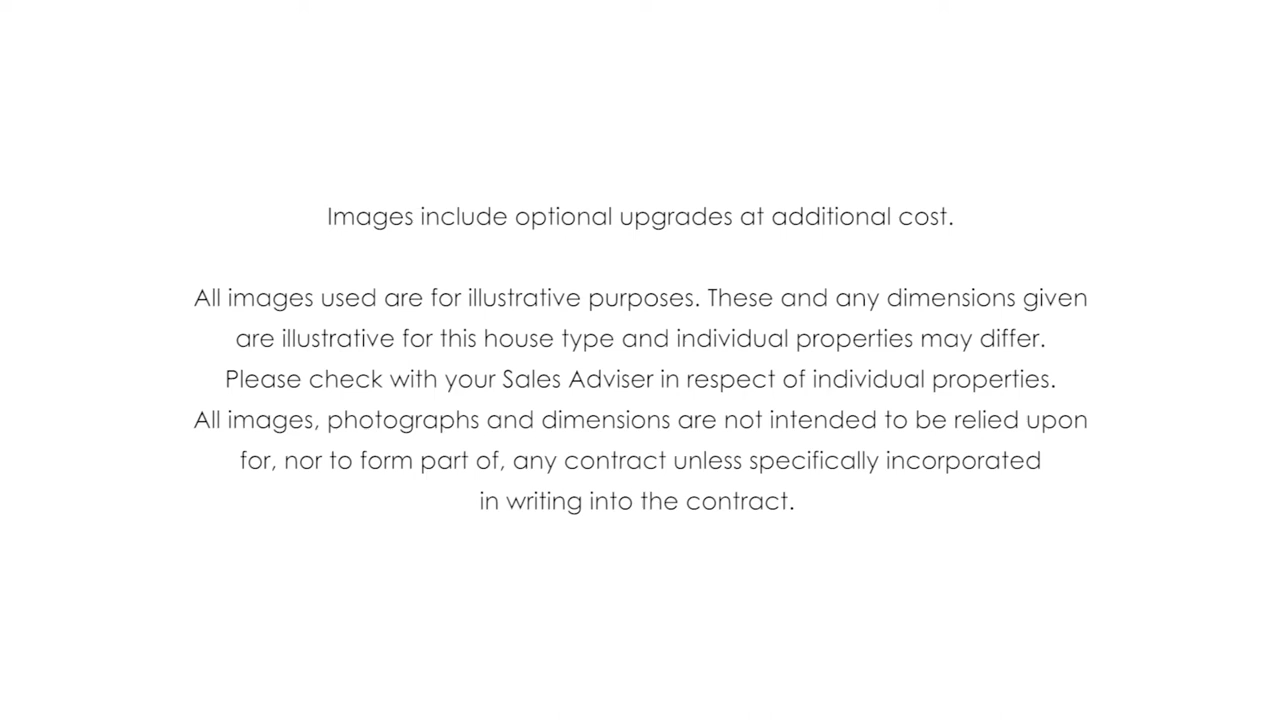 Images include optional upgrades at additional cost.
All images used are for illustrative purposes. These and any dimensions given
are illustrative for this house type and individual properties may differ.
Please check with your Sales Adviser in respect of individual properties.
All images, photographs and dimensions are not intended to be relied upon
for, nor to form part of, any contract unless specifically incorporated
in writing into the contract.